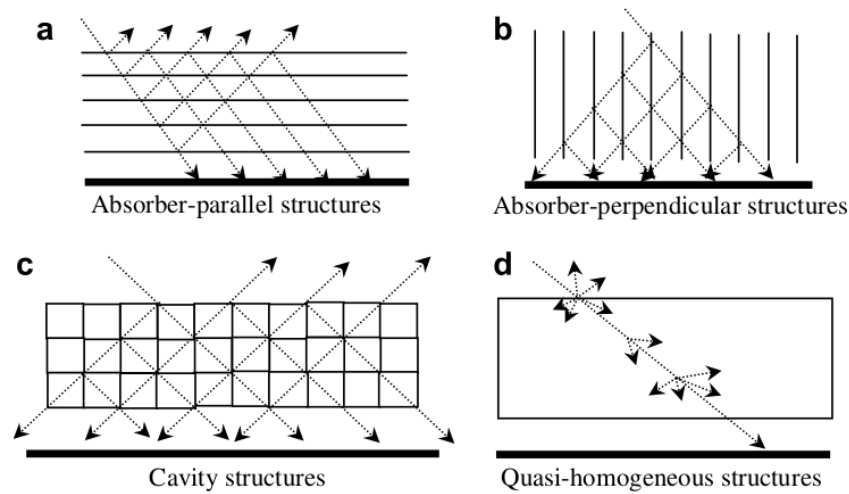 a
Absorber-parallel structures
b
Absorber-perpendicular structures
c
Cavity structures
d
Quasi-homogeneous structures